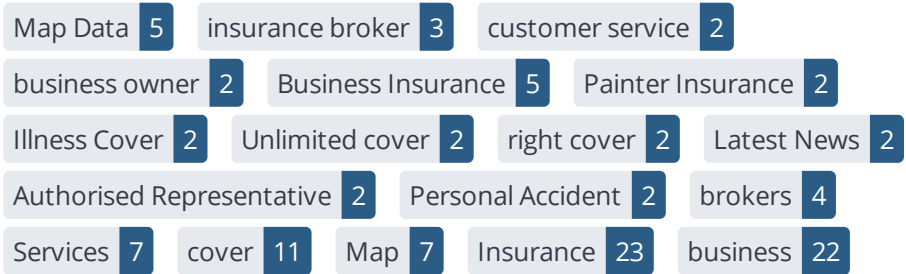 Map Data 5 insurance broker 3 customer service 2
business owner 2 Business Insurance 5 Painter Insurance 2
Illness Cover 2 Unlimited cover 2 right cover 2 Latest News 2
Authorised Representative 2 Personal Accident 2 brokers 4
Services 7 cover 11 Map 7 Insurance 23 business 22